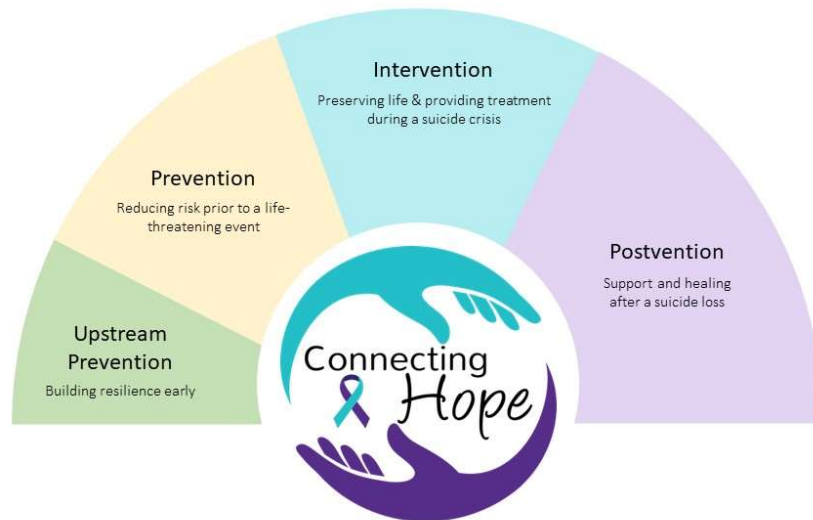 Upstream
Prevention
Building resilience early
Prevention
Reducing risk prior to a life-
threatening event
Intervention
Preserving life & providing treatment
during a suicide crisis
Postvention
Support and healing
after a suicide loss
Connecting
Hope